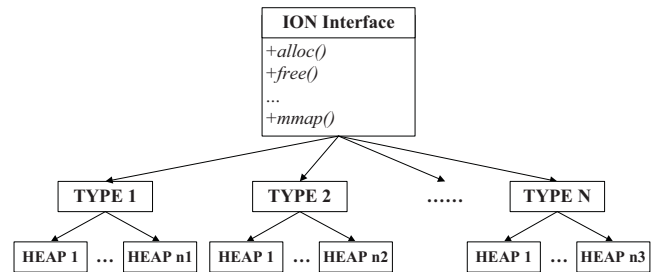 ION Interface
+alloc()
+free()
...
+mmap()
TYPE 1 TYPE 2 ...... TYPE N
HEAP 1 ... HEAP n1 HEAP 1 ... HEAP n2 HEAP 1 ... HEAP n3